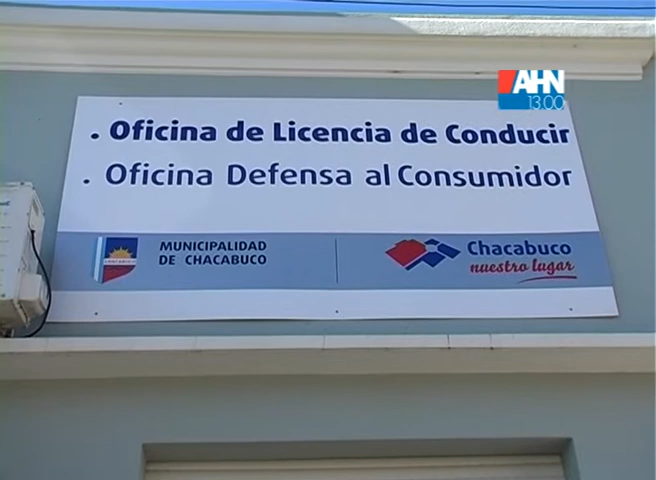 AHN
13.00
. Oficina de Licencia de Conducir
. Oficina Defensa al Consumidor
MUNICIPALIDAD
DE CHACABUCO
Chacabuco
nuestro lugar